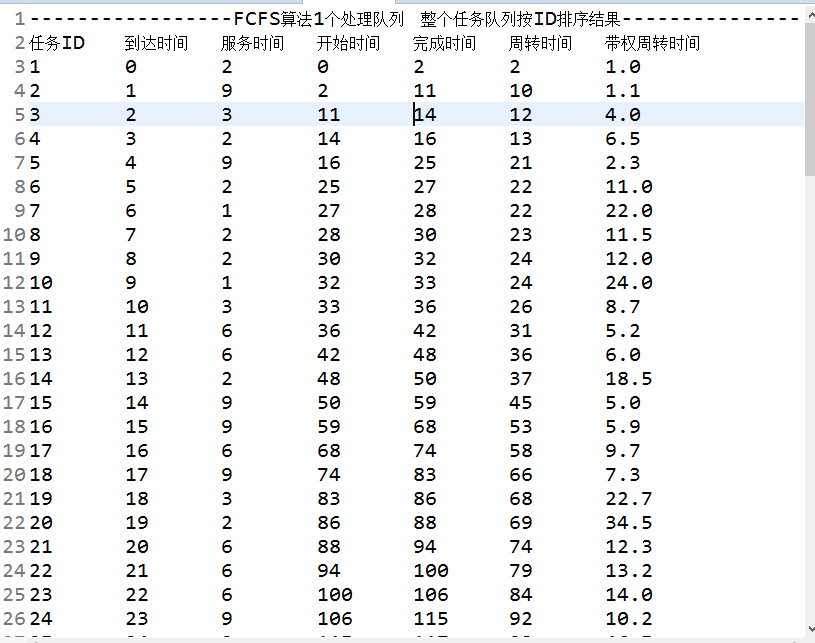 1 -----------------FCFS算法1个处理队列 整个任务队列按ID排序结果---------------
2 任务ID 到达时间 服务时间 开始时间 完成时间 周转时间 带权周转时间
3 1 0 2 0 2 2 1.0
4 2 1 9 2 11 10 1.1
5 3 2 3 11 14 12 4.0
6 4 3 2 14 16 13 6.5
7 5 4 9 16 25 21 2.3
8 6 5 2 25 27 22 11.0
9 7 6 1 27 28 22 22.0
10 8 7 2 28 30 23 11.5
11 9 8 2 30 32 24 12.0
12 10 9 1 32 33 24 24.0
13 11 10 3 33 36 26 8.7
14 12 11 6 36 42 31 5.2
15 13 12 6 42 48 36 6.0
16 14 13 2 48 50 37 18.5
17 15 14 9 50 59 45 5.0
18 16 15 9 59 68 53 5.9
19 17 16 6 68 74 58 9.7
20 18 17 9 74 83 66 7.3
21 19 18 3 83 86 68 22.7
22 20 19 2 86 88 69 34.5
23 21 20 6 88 94 74 12.3
24 22 21 6 94 100 79 13.2
25 23 22 6 100 106 84 14.0
26 24 23 9 106 115 92 10.2